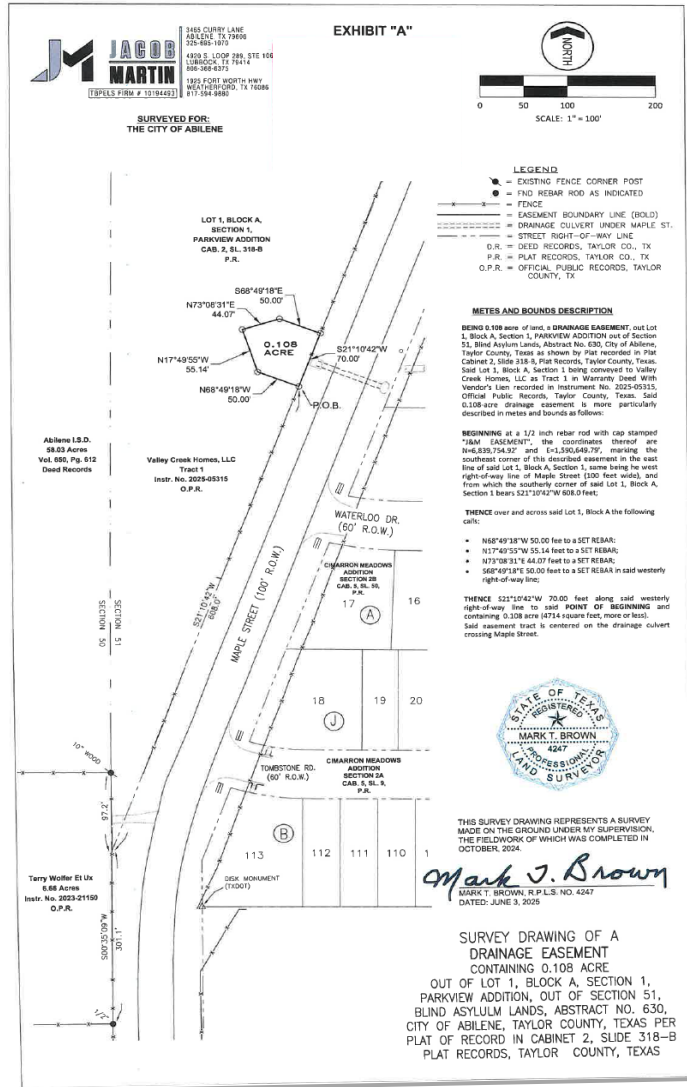 JM JACOB MARTIN
TBPELS FIRM # 10194493
3465 CURRY LANE
ABILENE TX 79606
325-695-1070
4920 S. LOOP 289, STE 106
LUBBOCK, TX 79414
806-368-6375
1925 FORT WORTH HWY
WEATHERFORD, TX 76086
817-594-9880
EXHIBIT "A"
NORTH
0 50 100 200
SCALE: 1" = 100'
SURVEYED FOR:
THE CITY OF ABILENE
LEGEND
= EXISTING FENCE CORNER POST
= FND REBAR ROD AS INDICATED
= FENCE
= EASEMENT BOUNDARY LINE (BOLD)
= DRAINAGE CULVERT UNDER MAPLE ST.
= STREET RIGHT-OF-WAY LINE
D.R. = DEED RECORDS, TAYLOR CO., TX
P.R. = PLAT RECORDS, TAYLOR CO., TX
O.P.R. = OFFICIAL PUBLIC RECORDS, TAYLOR
COUNTY, TX
LOT 1, BLOCK A,
SECTION 1,
PARKVIEW ADDITION
CAB. 2, SL. 318-B
P.R.
S68°49'18"E
50.00'
N73°08'31"E
44.07'
0.108
ACRE
S21°10'42"W
70.00'
N17°49'55"W
55.14'
N68°49'18"W
50.00'
P.O.B.
Abilene I.S.D.
58.03 Acres
Vol. 650, Pg. 612
Deed Records
Valley Creek Homes, LLC
Tract 1
Instr. No. 2025-05315
O.P.R.
WATERLOO DR.
(60' R.O.W.)
MAPLE STREET (100' R.O.W.)
S21°10'42"W
608.0'
SECTION 50
SECTION 51
CIMARRON MEADOWS
ADDITION
SECTION 2B
CAB. 5, SL. 50,
P.R.
17
16
A
18
19
20
J
10" WOOD
TOMBSTONE RD.
(60' R.O.W.)
CIMARRON MEADOWS
ADDITION
SECTION 2A
CAB. 5, SL. 9,
P.R.
97.2'
B
113
112
111
110
1
DISK MONUMENT
(TXDOT)
Terry Wolfer Et Ux
6.66 Acres
Instr. No. 2023-21150
O.P.R.
S00°35'09"W
301.1'
1/2"
METES AND BOUNDS DESCRIPTION
BEING 0.108 acre of land, a DRAINAGE EASEMENT, out Lot
1, Block A, Section 1, PARKVIEW ADDITION out of Section
51, Blind Asylum Lands, Abstract No. 630, City of Abilene,
Taylor County, Texas as shown by Plat recorded in Plat
Cabinet 2, Slide 318-B, Plat Records, Taylor County, Texas.
Said Lot 1, Block A, Section 1 being conveyed to Valley
Creek Homes, LLC as Tract 1 in Warranty Deed With
Vendor's Lien recorded in Instrument No. 2025-05315,
Official Public Records, Taylor County, Texas. Said
0.108-acre drainage easement is more particularly
described in metes and bounds as follows:
BEGINNING at a 1/2 inch rebar rod with cap stamped
"J&M EASEMENT", the coordinates thereof are
N=6,839,754.92' and E=1,590,649.79', marking the
southeast corner of this described easement in the east
line of said Lot 1, Block A, Section 1, same being he west
right-of-way line of Maple Street (100 feet wide), and
from which the southerly corner of said Lot 1, Block A,
Section 1 bears S21°10'42"W 608.0 feet;
THENCE over and across said Lot 1, Block A the following
calls:
• N68°49'18"W 50.00 fee to a SET REBAR;
• N17°49'55"W 55.14 feet to a SET REBAR;
• N73°08'31"E 44.07 feet to a SET REBAR;
• S68°49'18"E 50.00 feet to a SET REBAR in said westerly
right-of-way line;
THENCE S21°10'42"W 70.00 feet along said westerly
right-of-way line to said POINT OF BEGINNING and
containing 0.108 acre (4714 square feet, more or less).
Said easement tract is centered on the drainage culvert
crossing Maple Street.
STATE OF TEXAS
REGISTERED
MARK T. BROWN
4247
PROFESSIONAL
LAND SURVEYOR
THIS SURVEY DRAWING REPRESENTS A SURVEY
MADE ON THE GROUND UNDER MY SUPERVISION,
THE FIELDWORK OF WHICH WAS COMPLETED IN
OCTOBER, 2024.
Mark T. Brown
MARK T. BROWN, R.P.L.S. NO. 4247
DATED: JUNE 3, 2025
SURVEY DRAWING OF A
DRAINAGE EASEMENT
CONTAINING 0.108 ACRE
OUT OF LOT 1, BLOCK A, SECTION 1,
PARKVIEW ADDITION, OUT OF SECTION 51,
BLIND ASYLULM LANDS, ABSTRACT NO. 630,
CITY OF ABILENE, TAYLOR COUNTY, TEXAS PER
PLAT OF RECORD IN CABINET 2, SLIDE 318-B
PLAT RECORDS, TAYLOR COUNTY, TEXAS